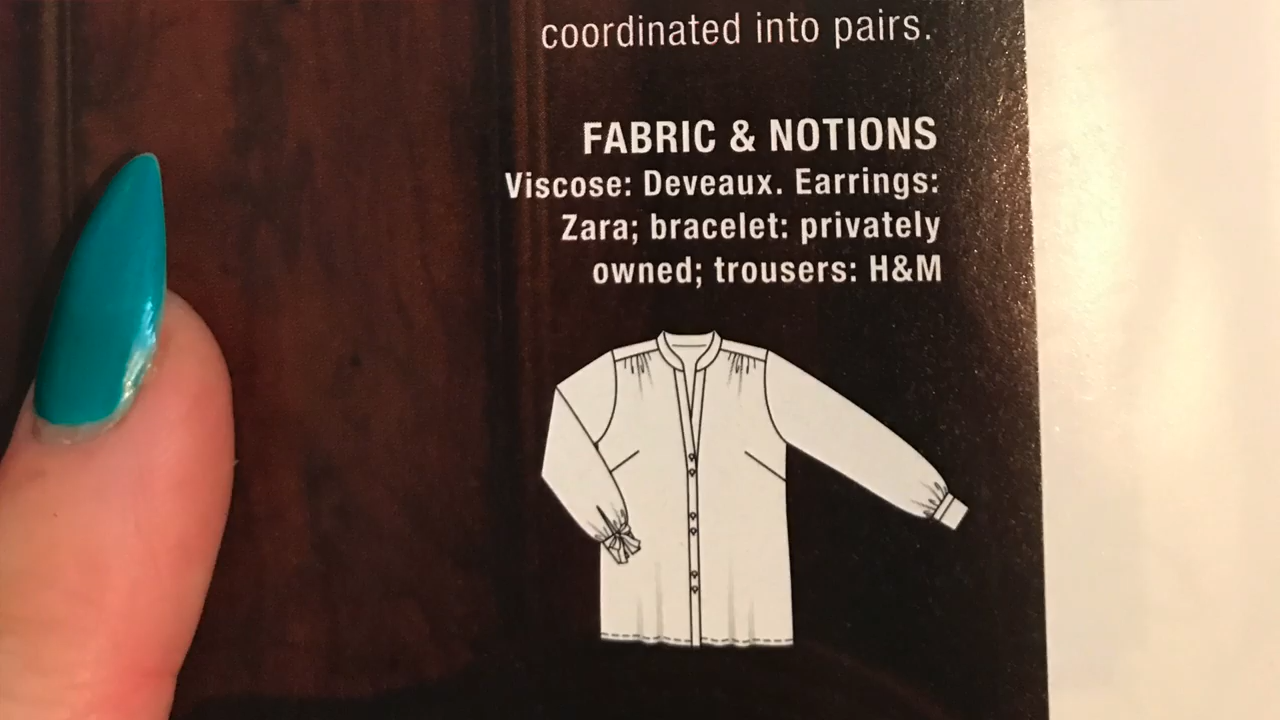 coordinated into pairs.
FABRIC & NOTIONS
Viscose: Deveaux. Earrings:
Zara; bracelet: privately
owned; trousers: H&M